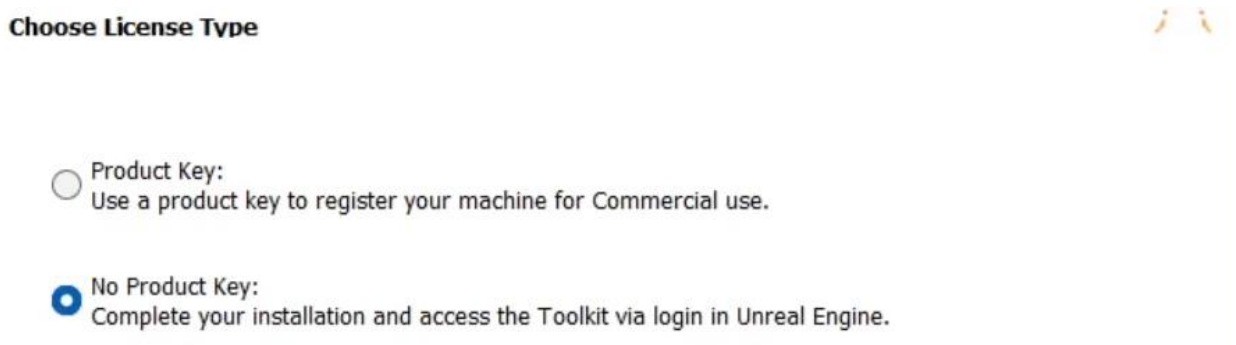 Choose License Type
Product Key:
Use a product key to register your machine for Commercial use.
No Product Key:
Complete your installation and access the Toolkit via login in Unreal Engine.